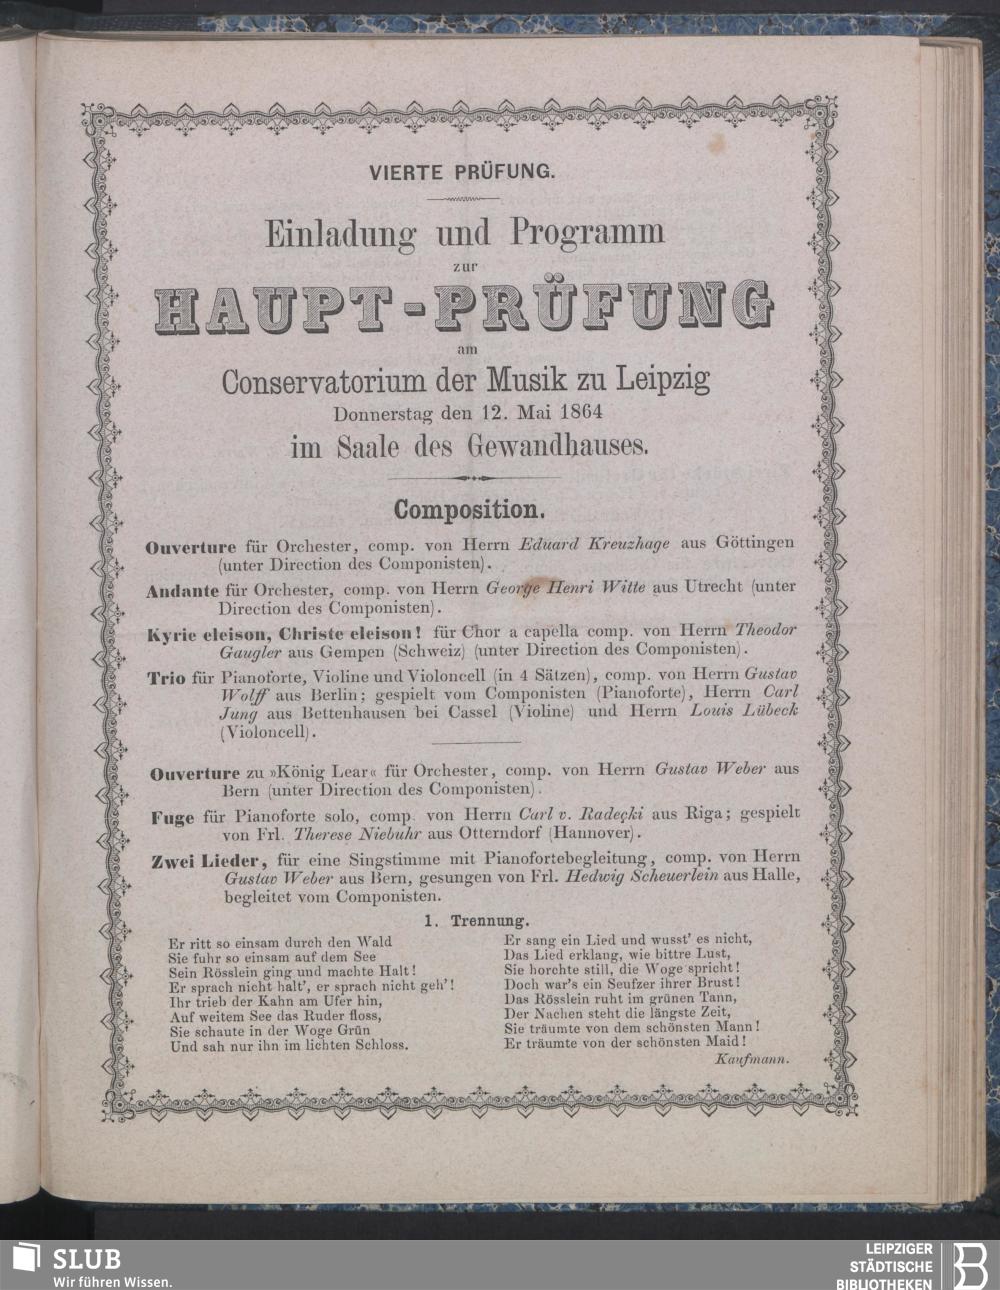 VIERTE PRÜFUNG.
Einladung und Programm
zur
HAUPT-PRÜFUNG
am
Conservatorium der Musik zu Leipzig
Donnerstag den 12. Mai 1864
im Saale des Gewandhauses.
Composition.
Ouverture für Orchester, comp. von Herrn Eduard Kreuzhage aus Göttingen
(unter Direction des Componisten).
Andante für Orchester, comp. von Herrn George Henri Witte aus Utrecht (unter
Direction des Componisten).
Kyrie eleison, Christe eleison! für Chor a capella comp. von Herrn Theodor
Gaugler aus Gempen (Schweiz) (unter Direction des Componisten).
Trio für Pianoforte, Violine und Violoncell (in 4 Sätzen), comp. von Herrn Gustav
Wolff aus Berlin; gespielt vom Componisten (Pianoforte), Herrn Carl
Jung aus Bettenhausen bei Cassel (Violine) und Herrn Louis Lübeck
(Violoncell).
Ouverture zu »König Lear« für Orchester, comp. von Herrn Gustav Weber aus
Bern (unter Direction des Componisten).
Fuge für Pianoforte solo, comp. von Herrn Carl v. Radeçki aus Riga; gespielt
von Frl. Therese Niebuhr aus Otterndorf (Hannover).
Zwei Lieder, für eine Singstimme mit Pianofortebegleitung, comp. von Herrn
Gustav Weber aus Bern, gesungen von Frl. Hedwig Scheuerlein aus Halle,
begleitet vom Componisten.
1. Trennung.
Er ritt so einsam durch den Wald
Sie fuhr so einsam auf dem See
Sein Rösslein ging und machte Halt!
Er sprach nicht halt', er sprach nicht geh'!
Ihr trieb der Kahn am Ufer hin,
Auf weitem See das Ruder floss,
Sie schaute in der Woge Grün
Und sah nur ihn im lichten Schloss.
Er sang ein Lied und wusst' es nicht,
Das Lied erklang, wie bittre Lust,
Sie horchte still, die Woge spricht!
Doch war's ein Seufzer ihrer Brust!
Das Rösslein ruht im grünen Tann,
Der Nachen steht die längste Zeit,
Sie träumte von dem schönsten Mann!
Er träumte von der schönsten Maid!
Kaufmann.
SLUB
Wir führen Wissen.
LEIPZIGER
STÄDTISCHE
BIBLIOTHEKEN